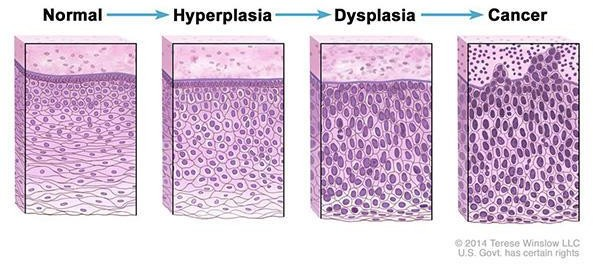 Normal Hyperplasia Dysplasia Cancer
© 2014 Terese Winslow LLC
U.S. Govt. has certain rights